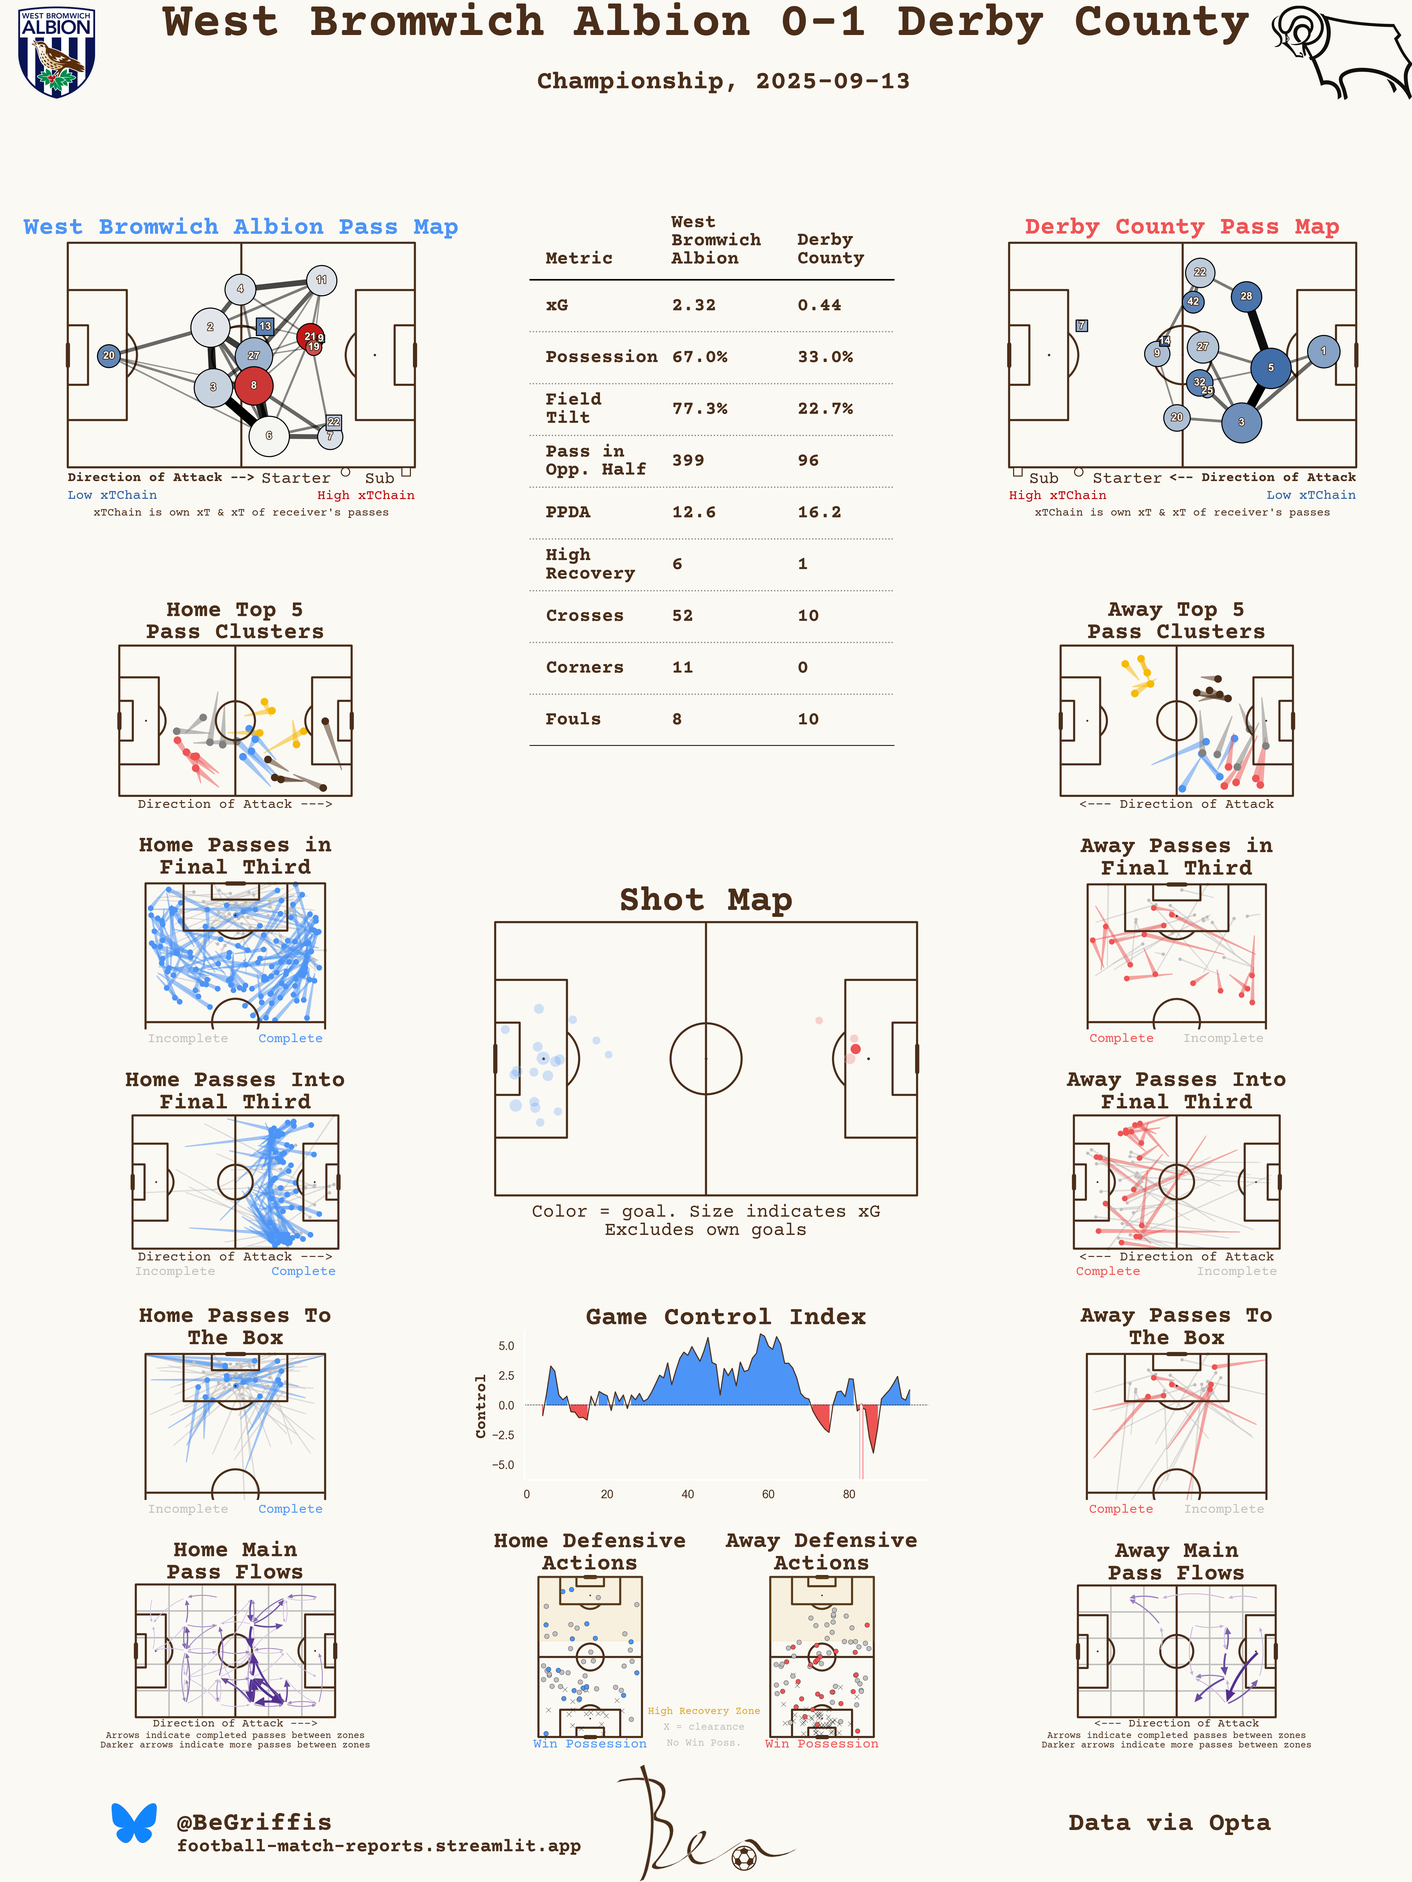 West Bromwich Albion 0-1 Derby County
WEST BROMWICH
ALBION
Championship, 2025-09-13
West Bromwich Albion Pass Map
4
11
2
13
21
9
19
20
27
3
8
22
6
7
Direction of Attack --> Starter Sub
Low xTChain High xTChain
xTChain is own xT & xT of receiver's passes
Metric West Bromwich Albion Derby County
xG 2.32 0.44
Possession 67.0% 33.0%
Field Tilt 77.3% 22.7%
Pass in Opp. Half 399 96
PPDA 12.6 16.2
High Recovery 6 1
Crosses 52 10
Corners 11 0
Fouls 8 10
Derby County Pass Map
22
42
28
7
14
9
27
1
5
32
25
20
3
Sub Starter <-- Direction of Attack
High xTChain Low xTChain
xTChain is own xT & xT of receiver's passes
Home Top 5
Pass Clusters
Direction of Attack --->
Away Top 5
Pass Clusters
<--- Direction of Attack
Home Passes in
Final Third
Incomplete Complete
Away Passes in
Final Third
Complete Incomplete
Shot Map
Color = goal. Size indicates xG
Excludes own goals
Home Passes Into
Final Third
Direction of Attack --->
Incomplete Complete
Away Passes Into
Final Third
<--- Direction of Attack
Complete Incomplete
Home Passes To
The Box
Incomplete Complete
Game Control Index
Control
5.0
2.5
0.0
−2.5
−5.0
0 20 40 60 80
Away Passes To
The Box
Complete Incomplete
Home Main
Pass Flows
Direction of Attack --->
Arrows indicate completed passes between zones
Darker arrows indicate more passes between zones
Home Defensive
Actions
Win Possession
High Recovery Zone
X = clearance
No Win Poss.
Away Defensive
Actions
Win Possession
Away Main
Pass Flows
<--- Direction of Attack
Arrows indicate completed passes between zones
Darker arrows indicate more passes between zones
@BeGriffis
football-match-reports.streamlit.app
Ben
Data via Opta